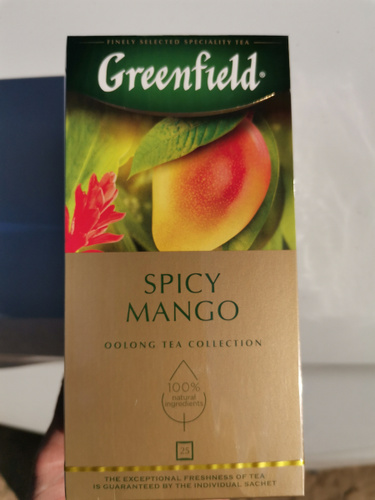 FINELY SELECTED SPECIALITY TEA
Greenfield®
SPICY
MANGO
OOLONG TEA COLLECTION
100%
natural
ingredients
25
THE EXCEPTIONAL FRESHNESS OF TEA
IS GUARANTEED BY THE INDIVIDUAL SACHET